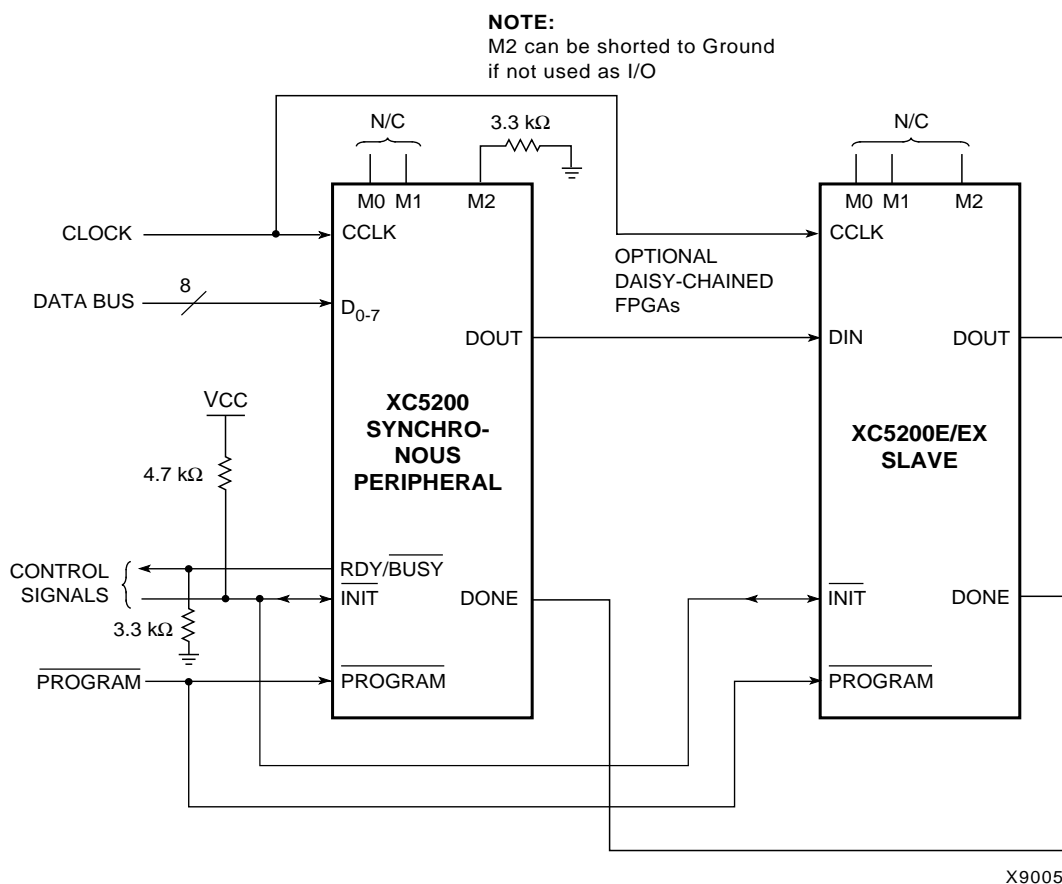 NOTE:
M2 can be shorted to Ground
if not used as I/O
N/C
3.3 kΩ
N/C
M0 M1
M2
M0 M1
M2
CLOCK
CCLK
CCLK
OPTIONAL
DAISY-CHAINED
FPGAs
DATA BUS
8
D0-7
DOUT
DIN
DOUT
VCC
4.7 kΩ
XC5200
SYNCHRO-
NOUS
PERIPHERAL
XC5200E/EX
SLAVE
CONTROL
SIGNALS
RDY/BUSY
INIT
DONE
INIT
DONE
3.3 kΩ
PROGRAM
PROGRAM
PROGRAM
X9005